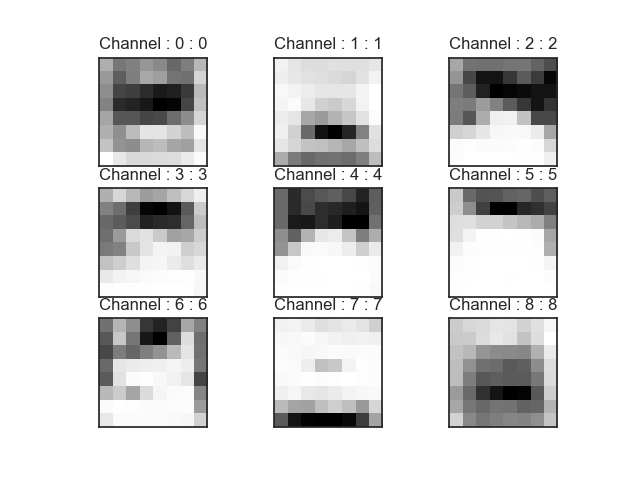 Channel : 0 : 0
Channel : 1 : 1
Channel : 2 : 2
Channel : 3 : 3
Channel : 4 : 4
Channel : 5 : 5
Channel : 6 : 6
Channel : 7 : 7
Channel : 8 : 8